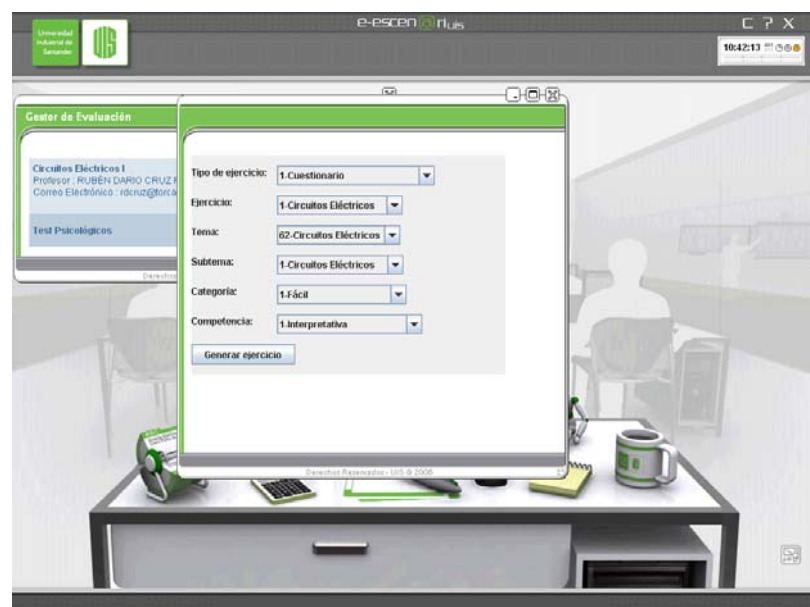 e-escen@riUIS
C ? X
Universidad
Industrial de
Santander
UIS
10:42:13
Gestor de Evaluación
Circuitos Eléctricos I
Profesor : RUBÉN DARIO CRUZ
Correo Electrónico :
Test Psicológicos
Tipo de ejercicio: 1-Cuestionario
Ejercicio: 1-Circuitos Eléctricos
Tema: 62-Circuitos Eléctricos
Subtema: 1-Circuitos Eléctricos
Categoría: 1-Fácil
Competencia: 1-Interpretativa
Generar ejercicio
Derechos Reservados - UIS © 2006